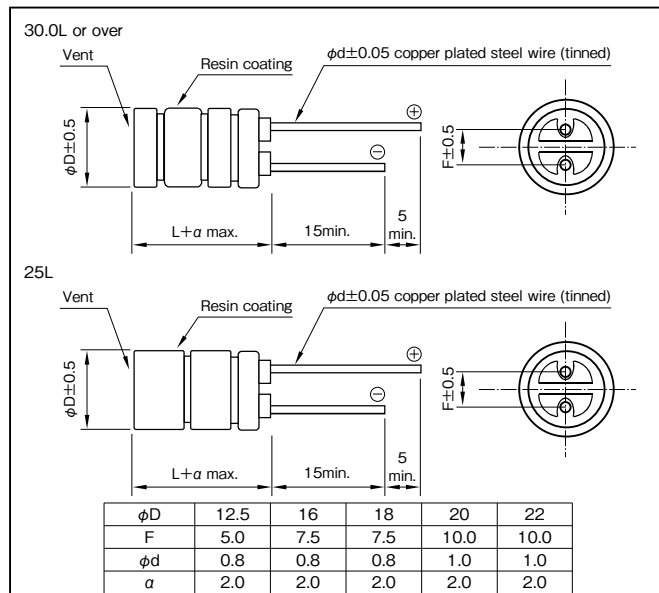 30.0L or over
Vent
Resin coating
φd±0.05 copper plated steel wire (tinned)
⊕
φD±0.5
⊖
F±0.5
L+α max.
15min.
5
min.
25L
Vent
Resin coating
φd±0.05 copper plated steel wire (tinned)
⊕
φD±0.5
⊖
F±0.5
L+α max.
15min.
5
min.
φD 12.5 16 18 20 22
F 5.0 7.5 7.5 10.0 10.0
φd 0.8 0.8 0.8 1.0 1.0
α 2.0 2.0 2.0 2.0 2.0